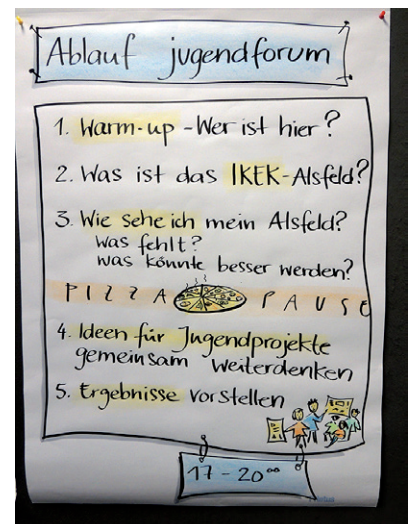 Ablauf jugendforum
1. Warm-up - Wer ist hier?
2. Was ist das IKEK-Alsfeld?
3. Wie sehe ich mein Alsfeld?
was fehlt?
was könnte besser werden?
PIZZA PAUSE
4. Ideen für Jugendprojekte
gemeinsam weiterdenken
5. Ergebnisse vorstellen
17 - 20⁰⁰